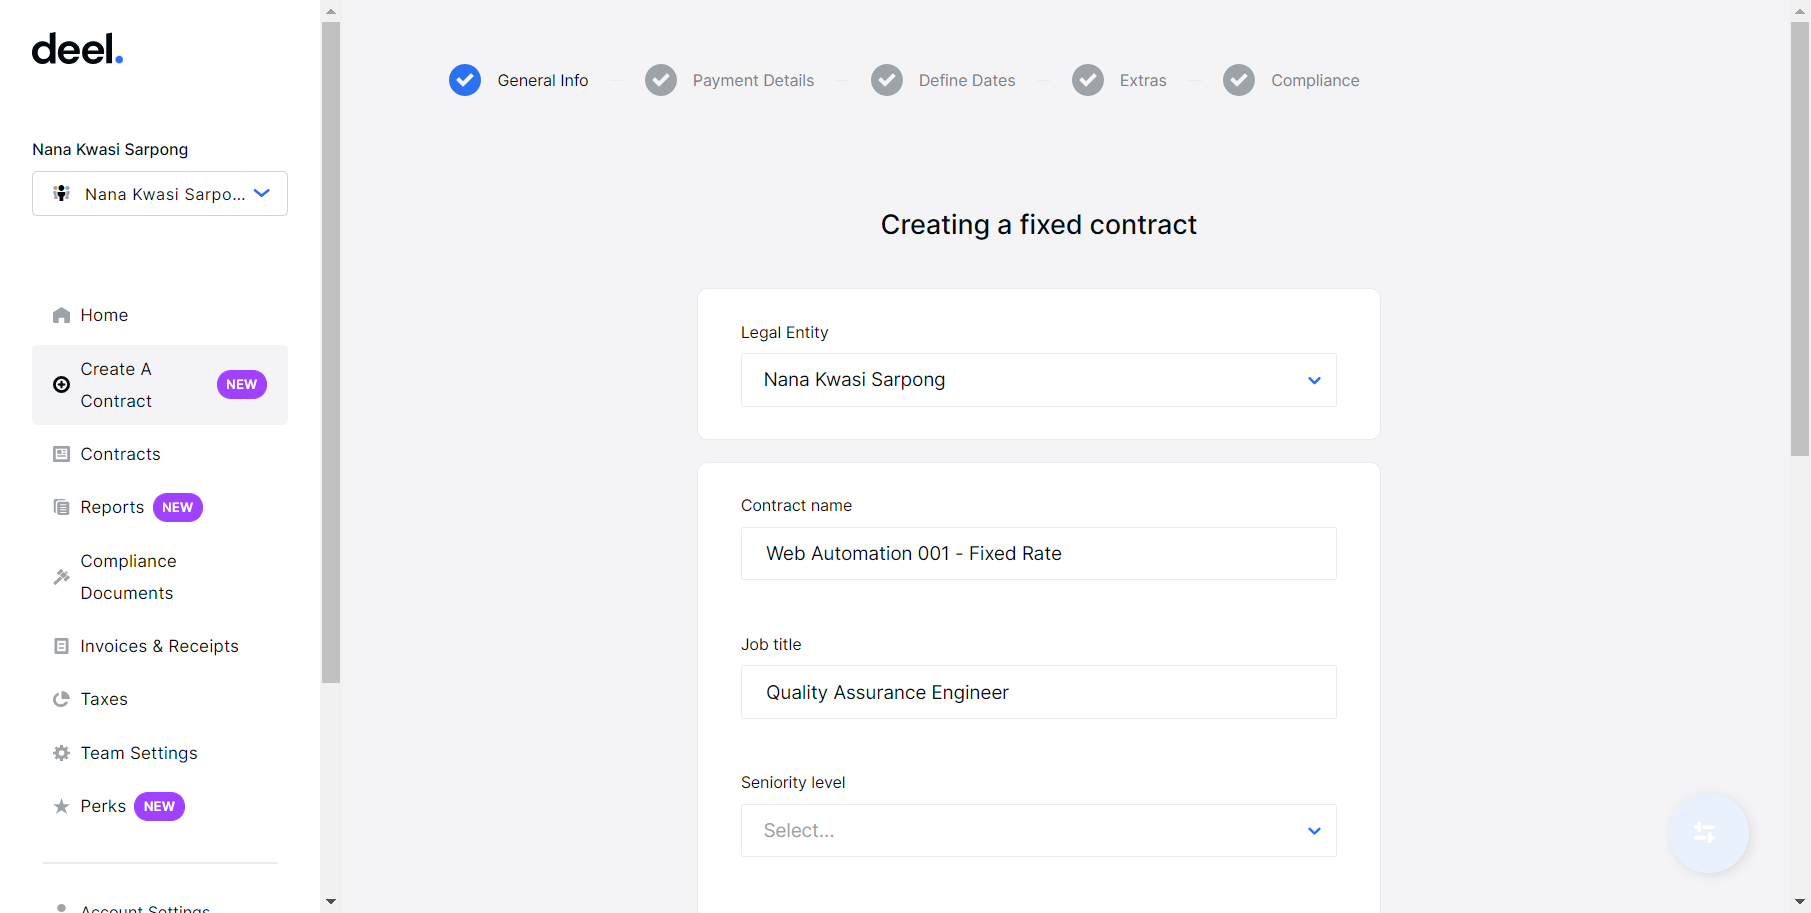 deel.
Nana Kwasi Sarpong
Nana Kwasi Sarpo...
Home
Create A
Contract
NEW
Contracts
Reports NEW
Compliance
Documents
Invoices & Receipts
Taxes
Team Settings
Perks NEW
Account Settings
General Info
Payment Details
Define Dates
Extras
Compliance
Creating a fixed contract
Legal Entity
Nana Kwasi Sarpong
Contract name
Web Automation 001 - Fixed Rate
Job title
Quality Assurance Engineer
Seniority level
Select...